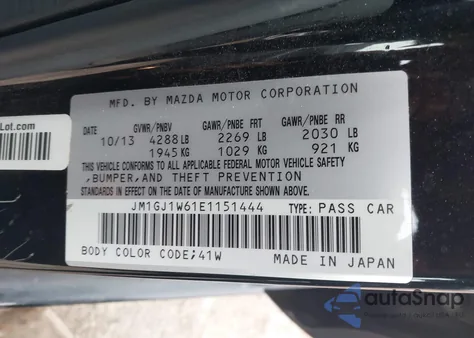 MFD. BY MAZDA MOTOR CORPORATION
GVWR/PNBV GAWR/PNBE FRT GAWR/PNBE RR
10/13 4288 LB 2269 LB 2030 LB
1945 KG 1029 KG 921 KG
THIS VEHICLE CONFORMS TO ALL APPLICABLE FEDERAL MOTOR VEHICLE SAFETY
,BUMPER,AND THEFT PREVENTION
STANDARDS IN EFFECT ON THE DATE OF MANUFACTURE SHOWN ABOVE.
JM1GJ1W61E1151444 TYPE: PASS CAR
BODY COLOR CODE;41W MADE IN JAPAN
Lot.com
autoSnap